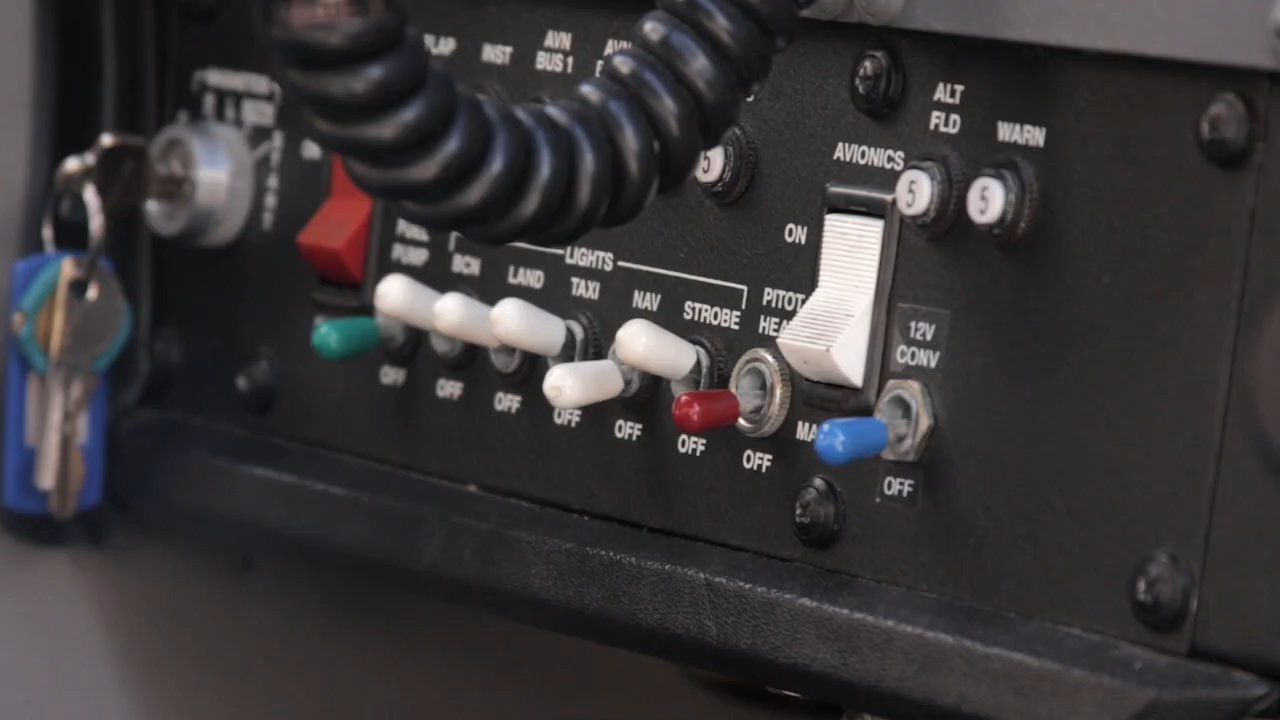 INST
AVN
BUS 1
AVN
ALT
FLD
WARN
AVIONICS
5
5
5
ON
FUEL
PUMP
LIGHTS
BCN
LAND
TAXI
NAV
STROBE
PITOT
12V
CONV
OFF
OFF
OFF
OFF
OFF
OFF
OFF
OFF